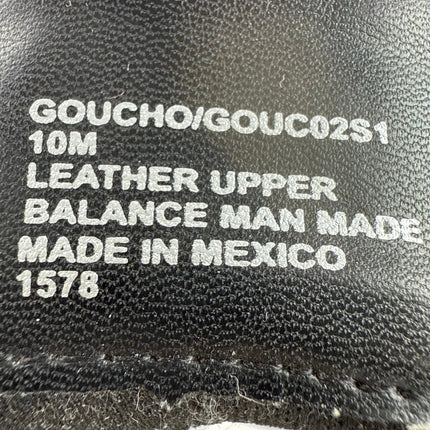 GOUCHO/GOUC02S1
10M
LEATHER UPPER
BALANCE MAN MADE
MADE IN MEXICO
1578